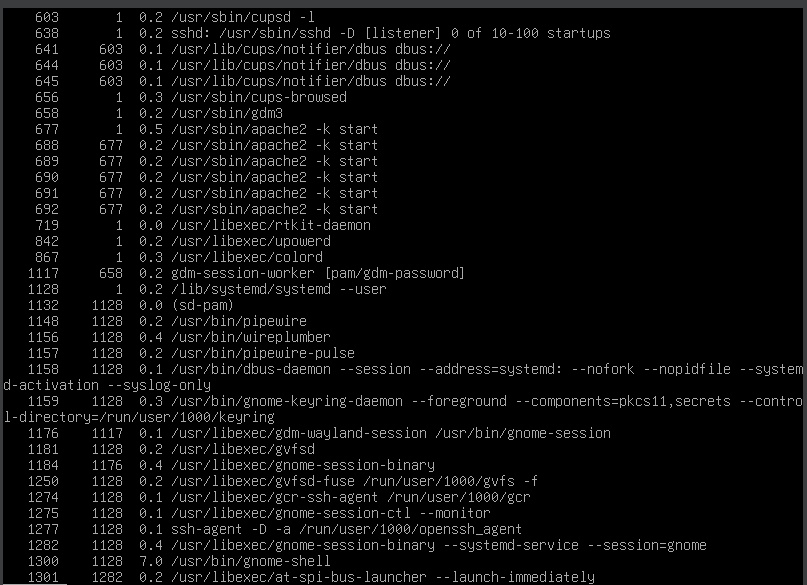 603 1 0.2 /usr/sbin/cupsd -l
638 1 0.2 sshd: /usr/sbin/sshd -D [listener] 0 of 10-100 startups
641 603 0.1 /usr/lib/cups/notifier/dbus dbus://
644 603 0.1 /usr/lib/cups/notifier/dbus dbus://
645 603 0.1 /usr/lib/cups/notifier/dbus dbus://
656 1 0.3 /usr/sbin/cups-browsed
658 1 0.2 /usr/sbin/gdm3
677 1 0.5 /usr/sbin/apache2 -k start
688 677 0.2 /usr/sbin/apache2 -k start
689 677 0.2 /usr/sbin/apache2 -k start
690 677 0.2 /usr/sbin/apache2 -k start
691 677 0.2 /usr/sbin/apache2 -k start
692 677 0.2 /usr/sbin/apache2 -k start
719 1 0.0 /usr/libexec/rtkit-daemon
842 1 0.2 /usr/libexec/upowerd
867 1 0.3 /usr/libexec/colord
1117 658 0.2 gdm-session-worker [pam/gdm-password]
1128 1 0.2 /lib/systemd/systemd --user
1132 1128 0.0 (sd-pam)
1148 1128 0.2 /usr/bin/pipewire
1156 1128 0.4 /usr/bin/wireplumber
1157 1128 0.2 /usr/bin/pipewire-pulse
1158 1128 0.1 /usr/bin/dbus-daemon --session --address=systemd: --nofork --nopidfile --system
d-activation --syslog-only
1159 1128 0.3 /usr/bin/gnome-keyring-daemon --foreground --components=pkcs11,secrets --contro
l-directory=/run/user/1000/keyring
1176 1117 0.1 /usr/libexec/gdm-wayland-session /usr/bin/gnome-session
1181 1128 0.2 /usr/libexec/gvfsd
1184 1176 0.4 /usr/libexec/gnome-session-binary
1250 1128 0.2 /usr/libexec/gvfsd-fuse /run/user/1000/gvfs -f
1274 1128 0.1 /usr/libexec/gcr-ssh-agent /run/user/1000/gcr
1275 1128 0.1 /usr/libexec/gnome-session-ctl --monitor
1277 1128 0.1 ssh-agent -D -a /run/user/1000/openssh_agent
1282 1128 0.4 /usr/libexec/gnome-session-binary --systemd-service --session=gnome
1300 1128 7.0 /usr/bin/gnome-shell
1301 1282 0.2 /usr/libexec/at-spi-bus-launcher --launch-immediately